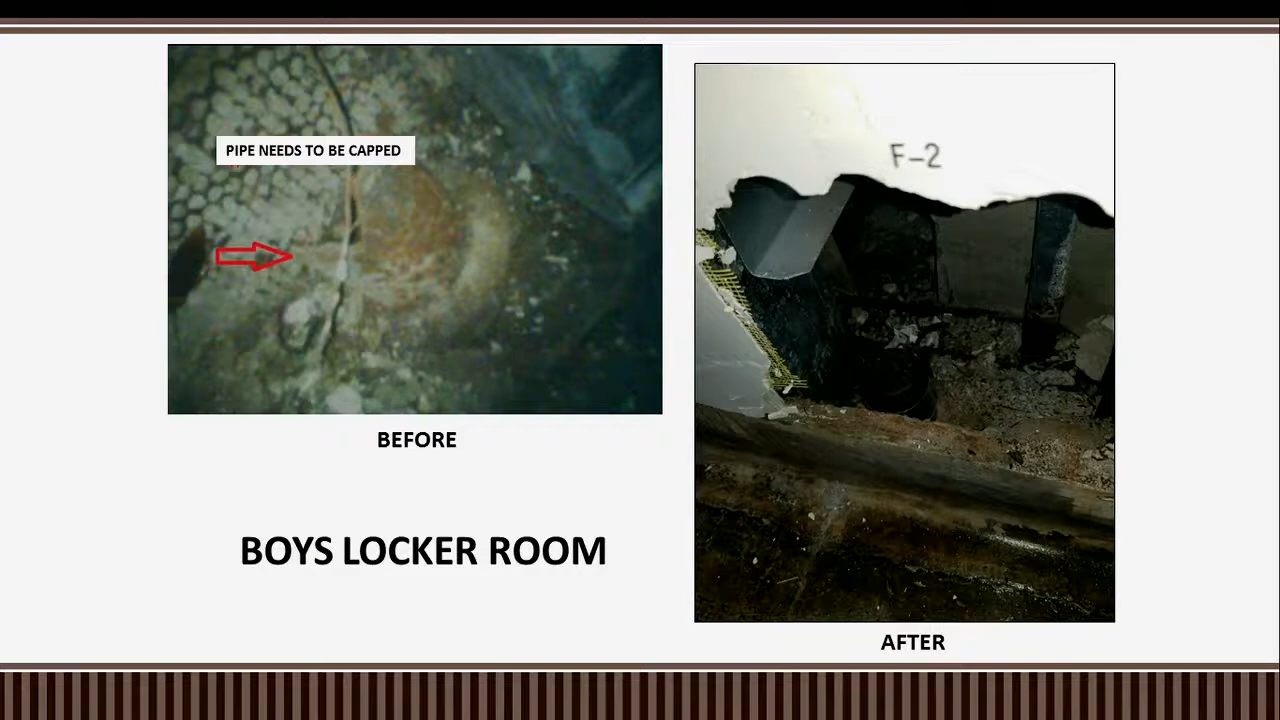 PIPE NEEDS TO BE CAPPED
F-2
BEFORE
BOYS LOCKER ROOM
AFTER